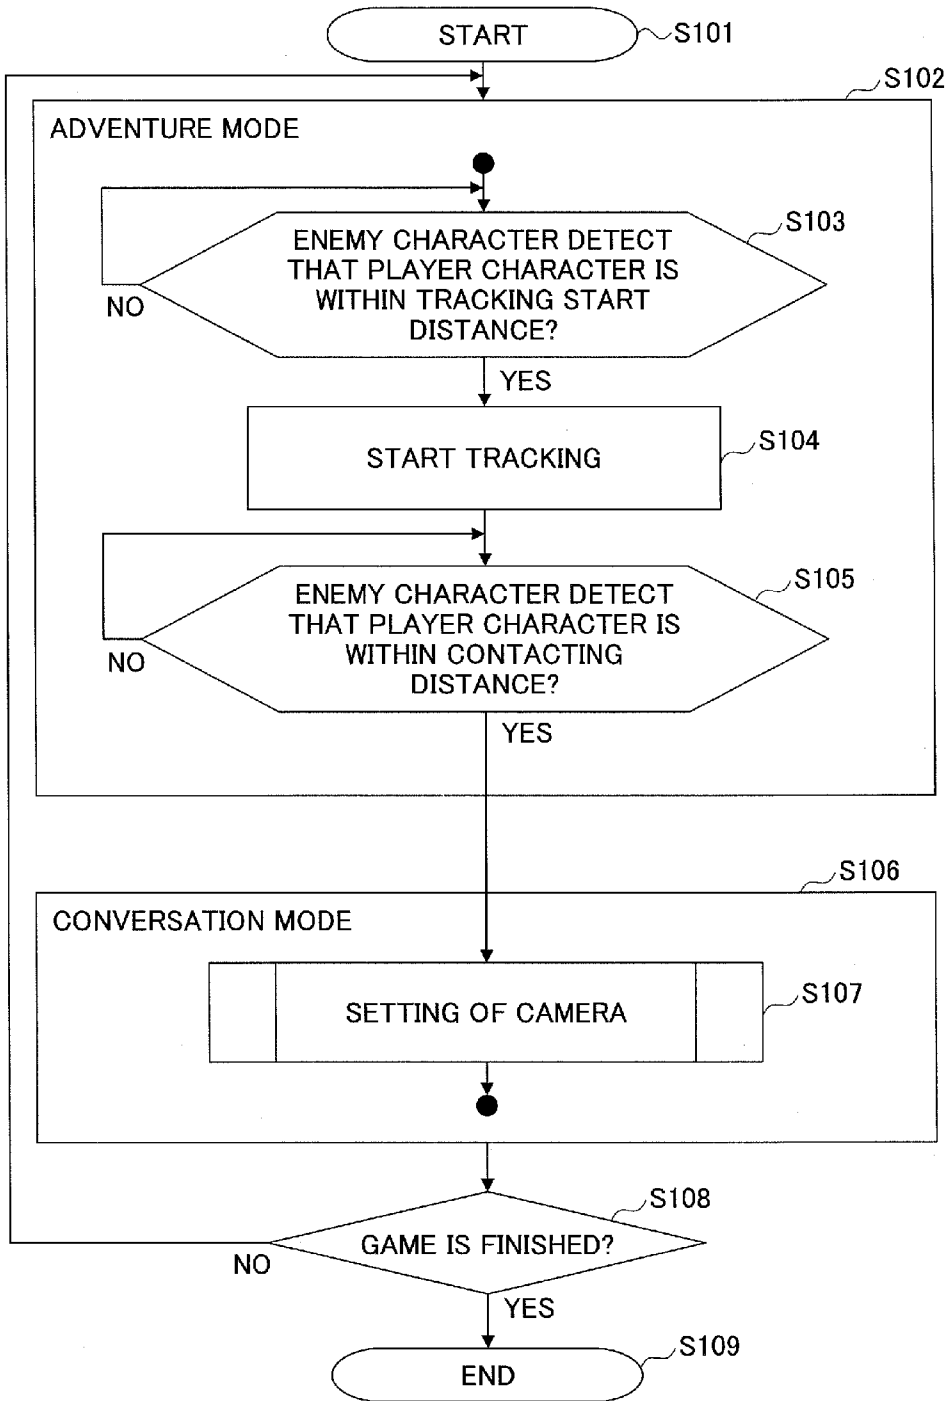 START
S101
S102
ADVENTURE MODE
S103
ENEMY CHARACTER DETECT
THAT PLAYER CHARACTER IS
WITHIN TRACKING START
DISTANCE?
NO
YES
S104
START TRACKING
S105
ENEMY CHARACTER DETECT
THAT PLAYER CHARACTER IS
WITHIN CONTACTING
DISTANCE?
NO
YES
S106
CONVERSATION MODE
SETTING OF CAMERA
S107
S108
GAME IS FINISHED?
NO
YES
S109
END